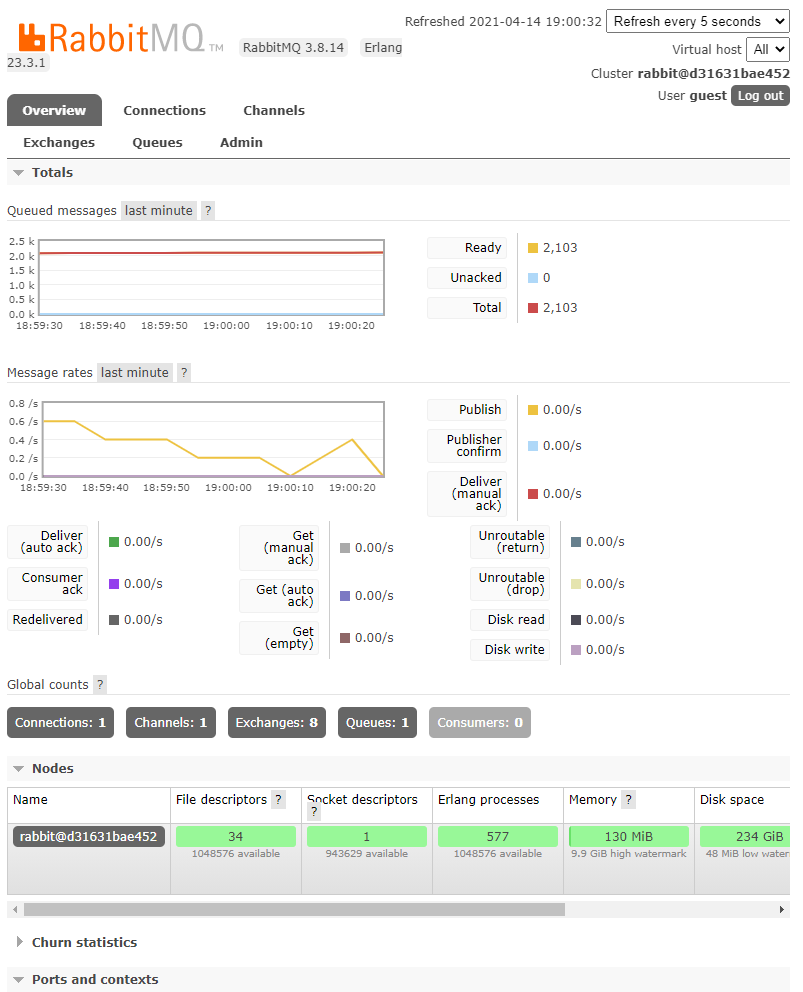 RabbitMQ TM RabbitMQ 3.8.14 Erlang
23.3.1
Refreshed 2021-04-14 19:00:32 Refresh every 5 seconds
Virtual host All
Cluster rabbit@d31631bae452
User guest Log out
Overview Connections Channels
Exchanges Queues Admin
Totals
Queued messages last minute ?
2.5 k
2.0 k
1.5 k
1.0 k
0.5 k
0.0 k
18:59:30 18:59:40 18:59:50 19:00:00 19:00:10 19:00:20
Ready 2,103
Unacked 0
Total 2,103
Message rates last minute ?
0.8 /s
0.6 /s
0.4 /s
0.2 /s
0.0 /s
18:59:30 18:59:40 18:59:50 19:00:00 19:00:10 19:00:20
Publish 0.00/s
Publisher
confirm 0.00/s
Deliver
(manual
ack) 0.00/s
Deliver
(auto ack) 0.00/s
Consumer
ack 0.00/s
Redelivered 0.00/s
Get
(manual
ack) 0.00/s
Get (auto
ack) 0.00/s
Get
(empty) 0.00/s
Unroutable
(return) 0.00/s
Unroutable
(drop) 0.00/s
Disk read 0.00/s
Disk write 0.00/s
Global counts ?
Connections: 1 Channels: 1 Exchanges: 8 Queues: 1 Consumers: 0
Nodes
Name File descriptors ? Socket descriptors ? Erlang processes Memory ? Disk space
rabbit@d31631bae452 34 1 577 130 MiB 234 GiB
1048576 available 943629 available 1048576 available 9.9 GiB high watermark 48 MiB low water
Churn statistics
Ports and contexts